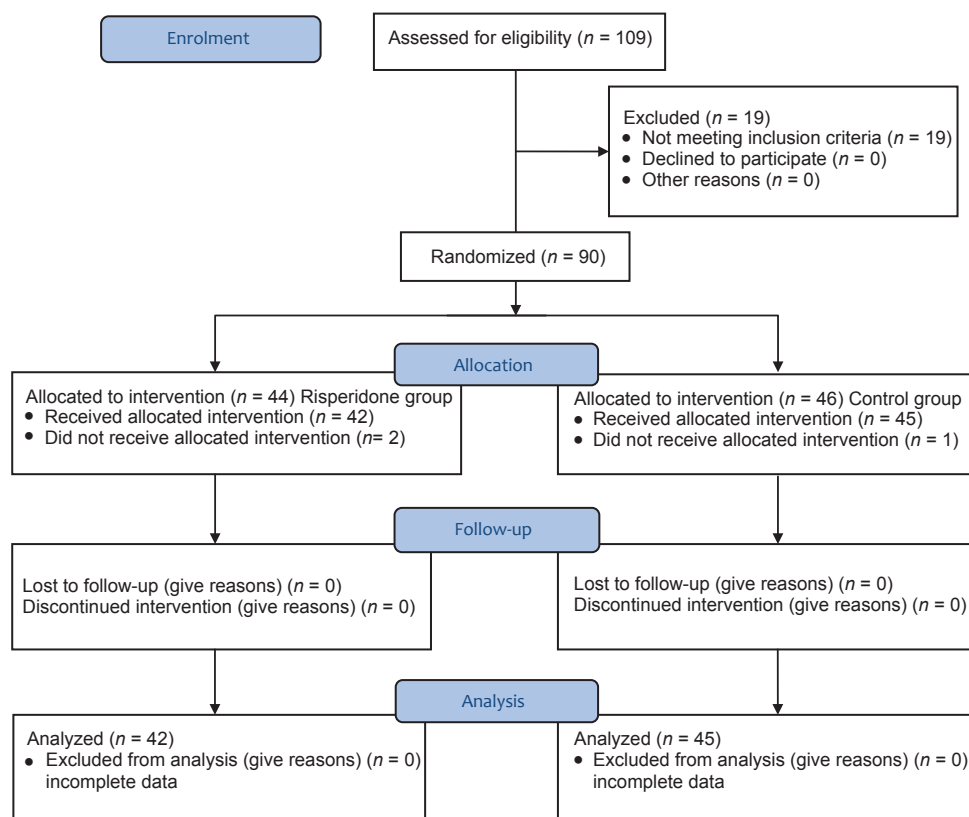 Enrolment
Assessed for eligibility (n = 109)
Excluded (n = 19)
• Not meeting inclusion criteria (n = 19)
• Declined to participate (n = 0)
• Other reasons (n = 0)
Randomized (n = 90)
Allocation
Allocated to intervention (n = 44) Risperidone group
• Received allocated intervention (n = 42)
• Did not receive allocated intervention (n= 2)
Allocated to intervention (n = 46) Control group
• Received allocated intervention (n = 45)
• Did not receive allocated intervention (n = 1)
Follow-up
Lost to follow-up (give reasons) (n = 0)
Discontinued intervention (give reasons) (n = 0)
Lost to follow-up (give reasons) (n = 0)
Discontinued intervention (give reasons) (n = 0)
Analysis
Analyzed (n = 42)
• Excluded from analysis (give reasons) (n = 0)
incomplete data
Analyzed (n = 45)
• Excluded from analysis (give reasons) (n = 0)
incomplete data